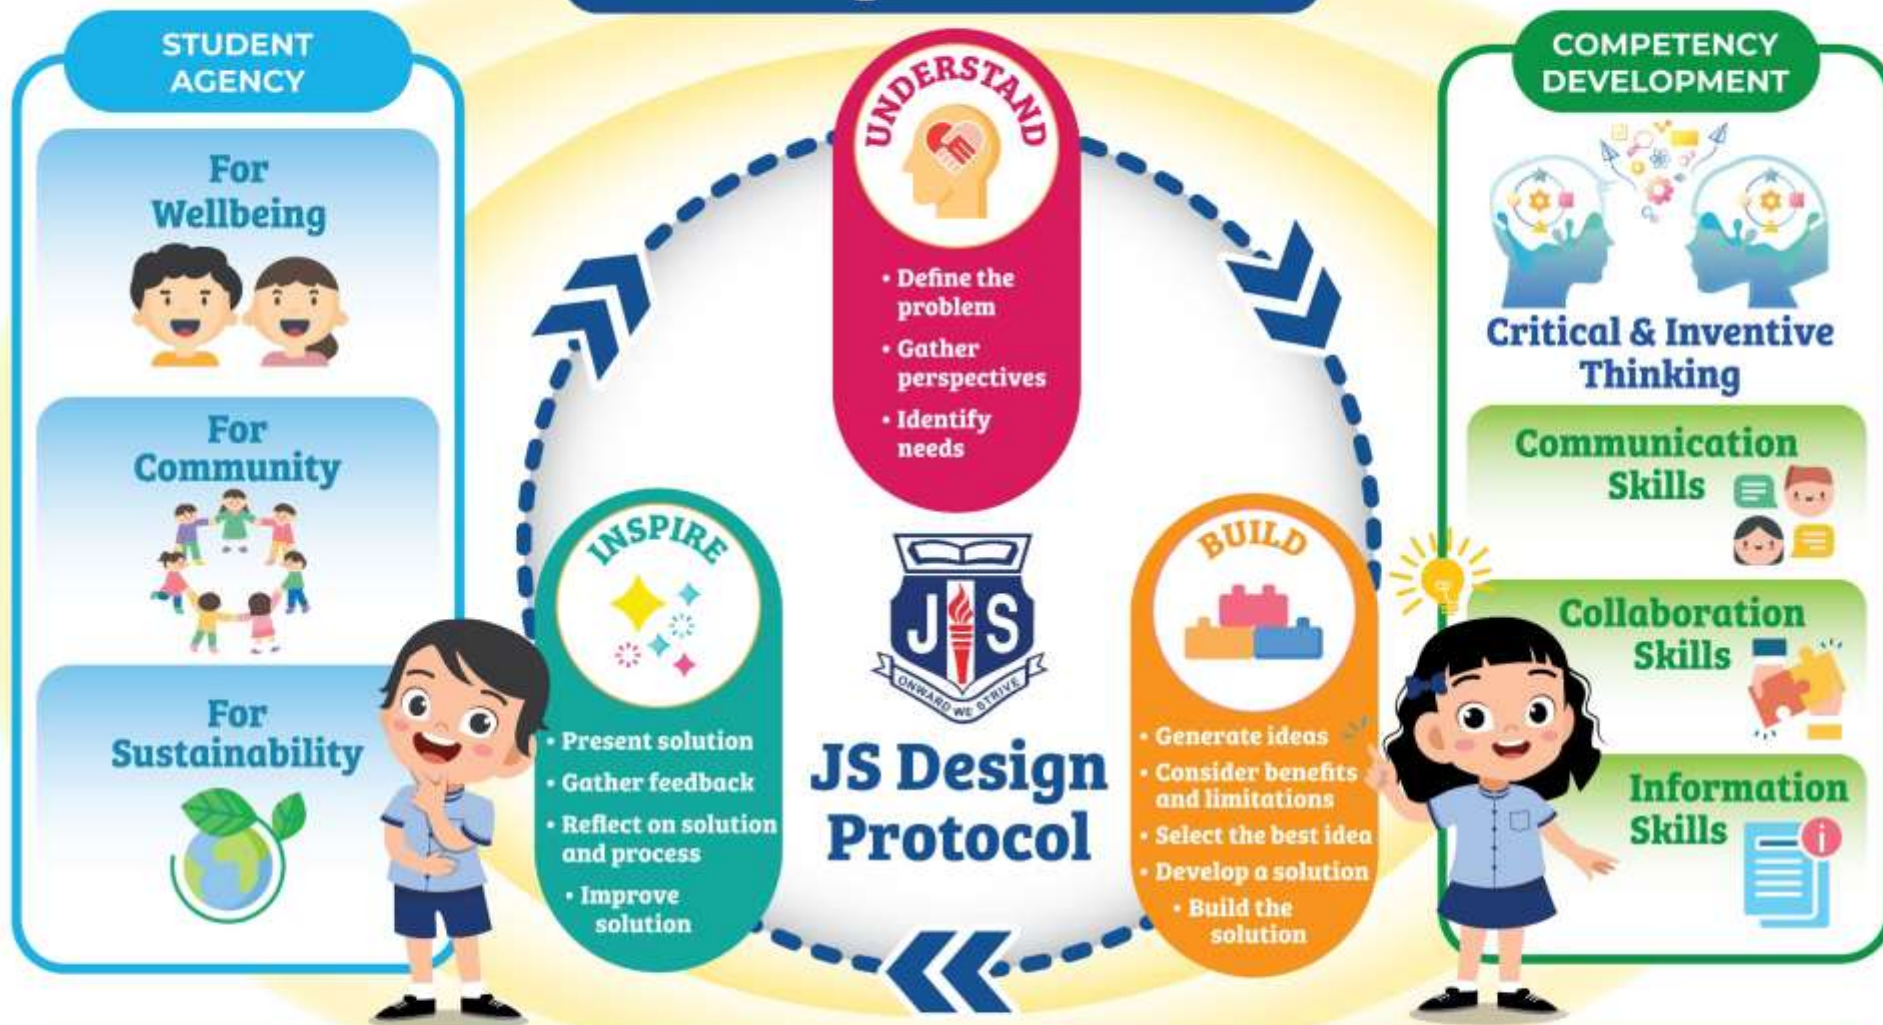 STUDENT
AGENCY
For
Wellbeing
For
Community
For
Sustainability
UNDERSTAND
• Define the
problem
• Gather
perspectives
• Identify
needs
INSPIRE
• Present solution
• Gather feedback
• Reflect on solution
and process
• Improve
solution
JS
ONWARD WE STRIVE
JS Design
Protocol
BUILD
• Generate ideas
• Consider benefits
and limitations
• Select the best idea
• Develop a solution
• Build the
solution
COMPETENCY
DEVELOPMENT
Critical & Inventive
Thinking
Communication
Skills
Collaboration
Skills
Information
Skills
i